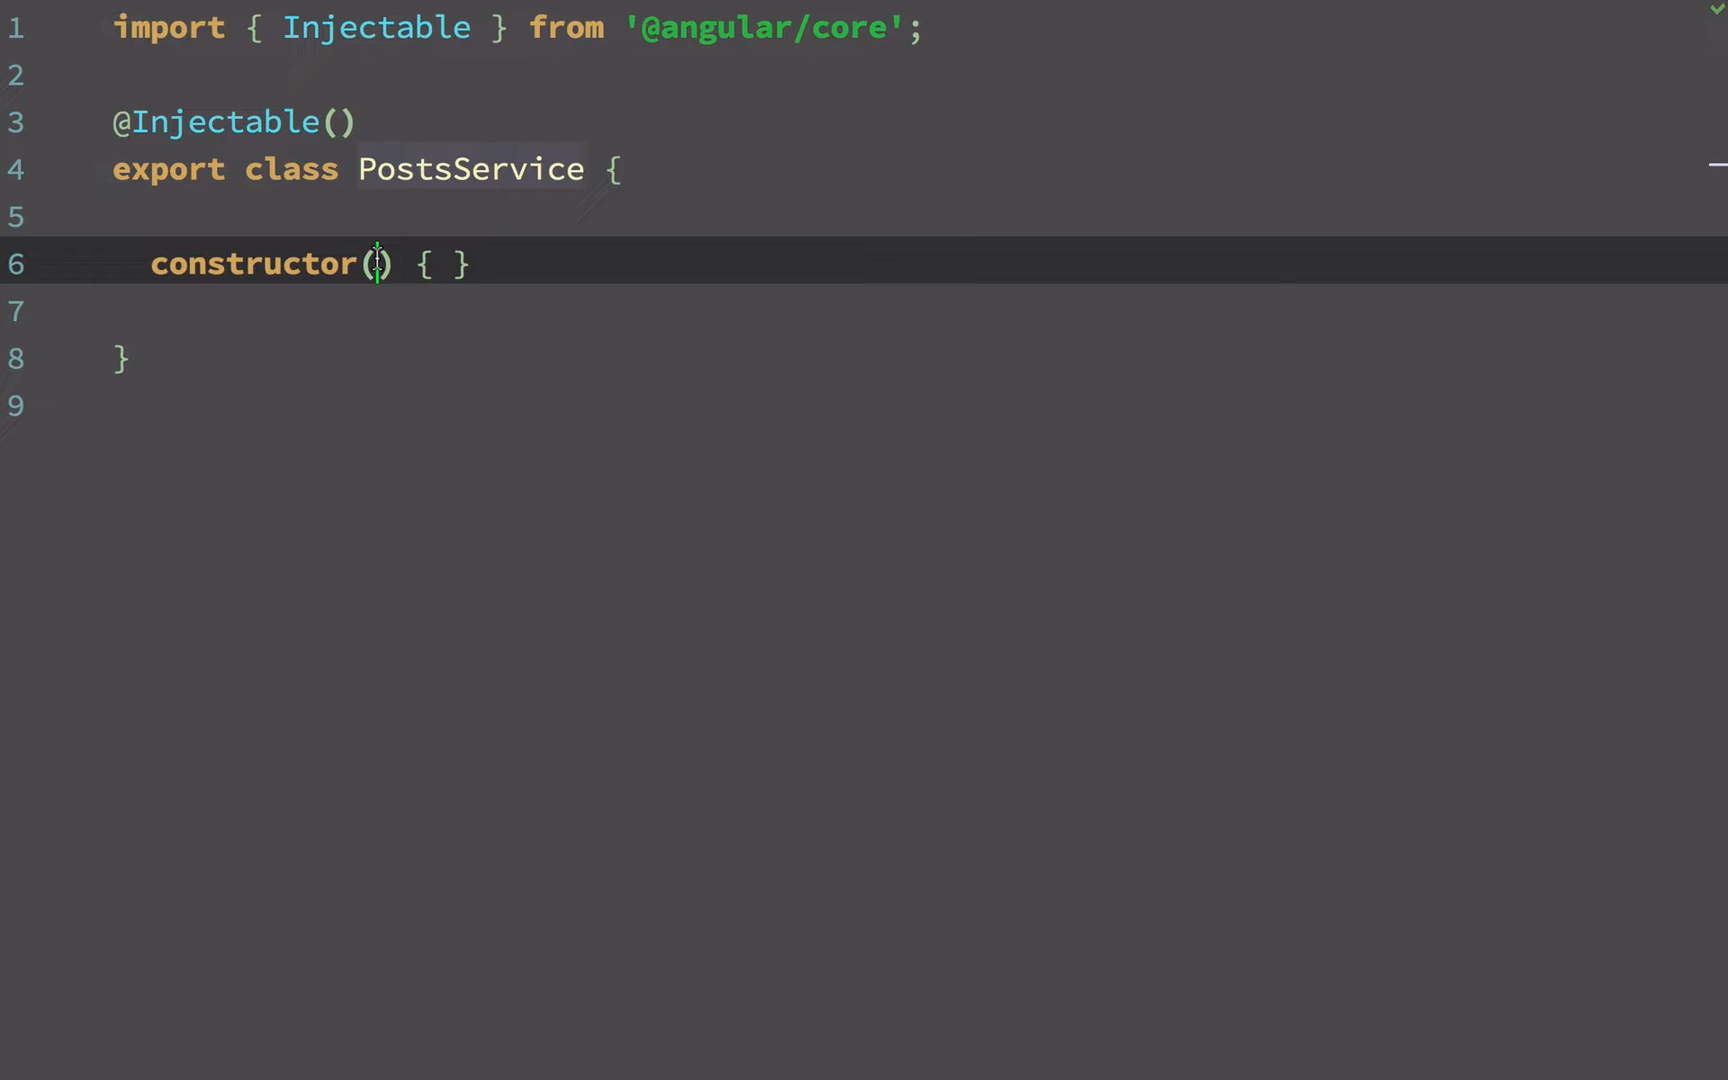 1 import { Injectable } from '@angular/core';
2
3 @Injectable()
4 export class PostsService {
5
6 constructor() { }
7
8 }
9